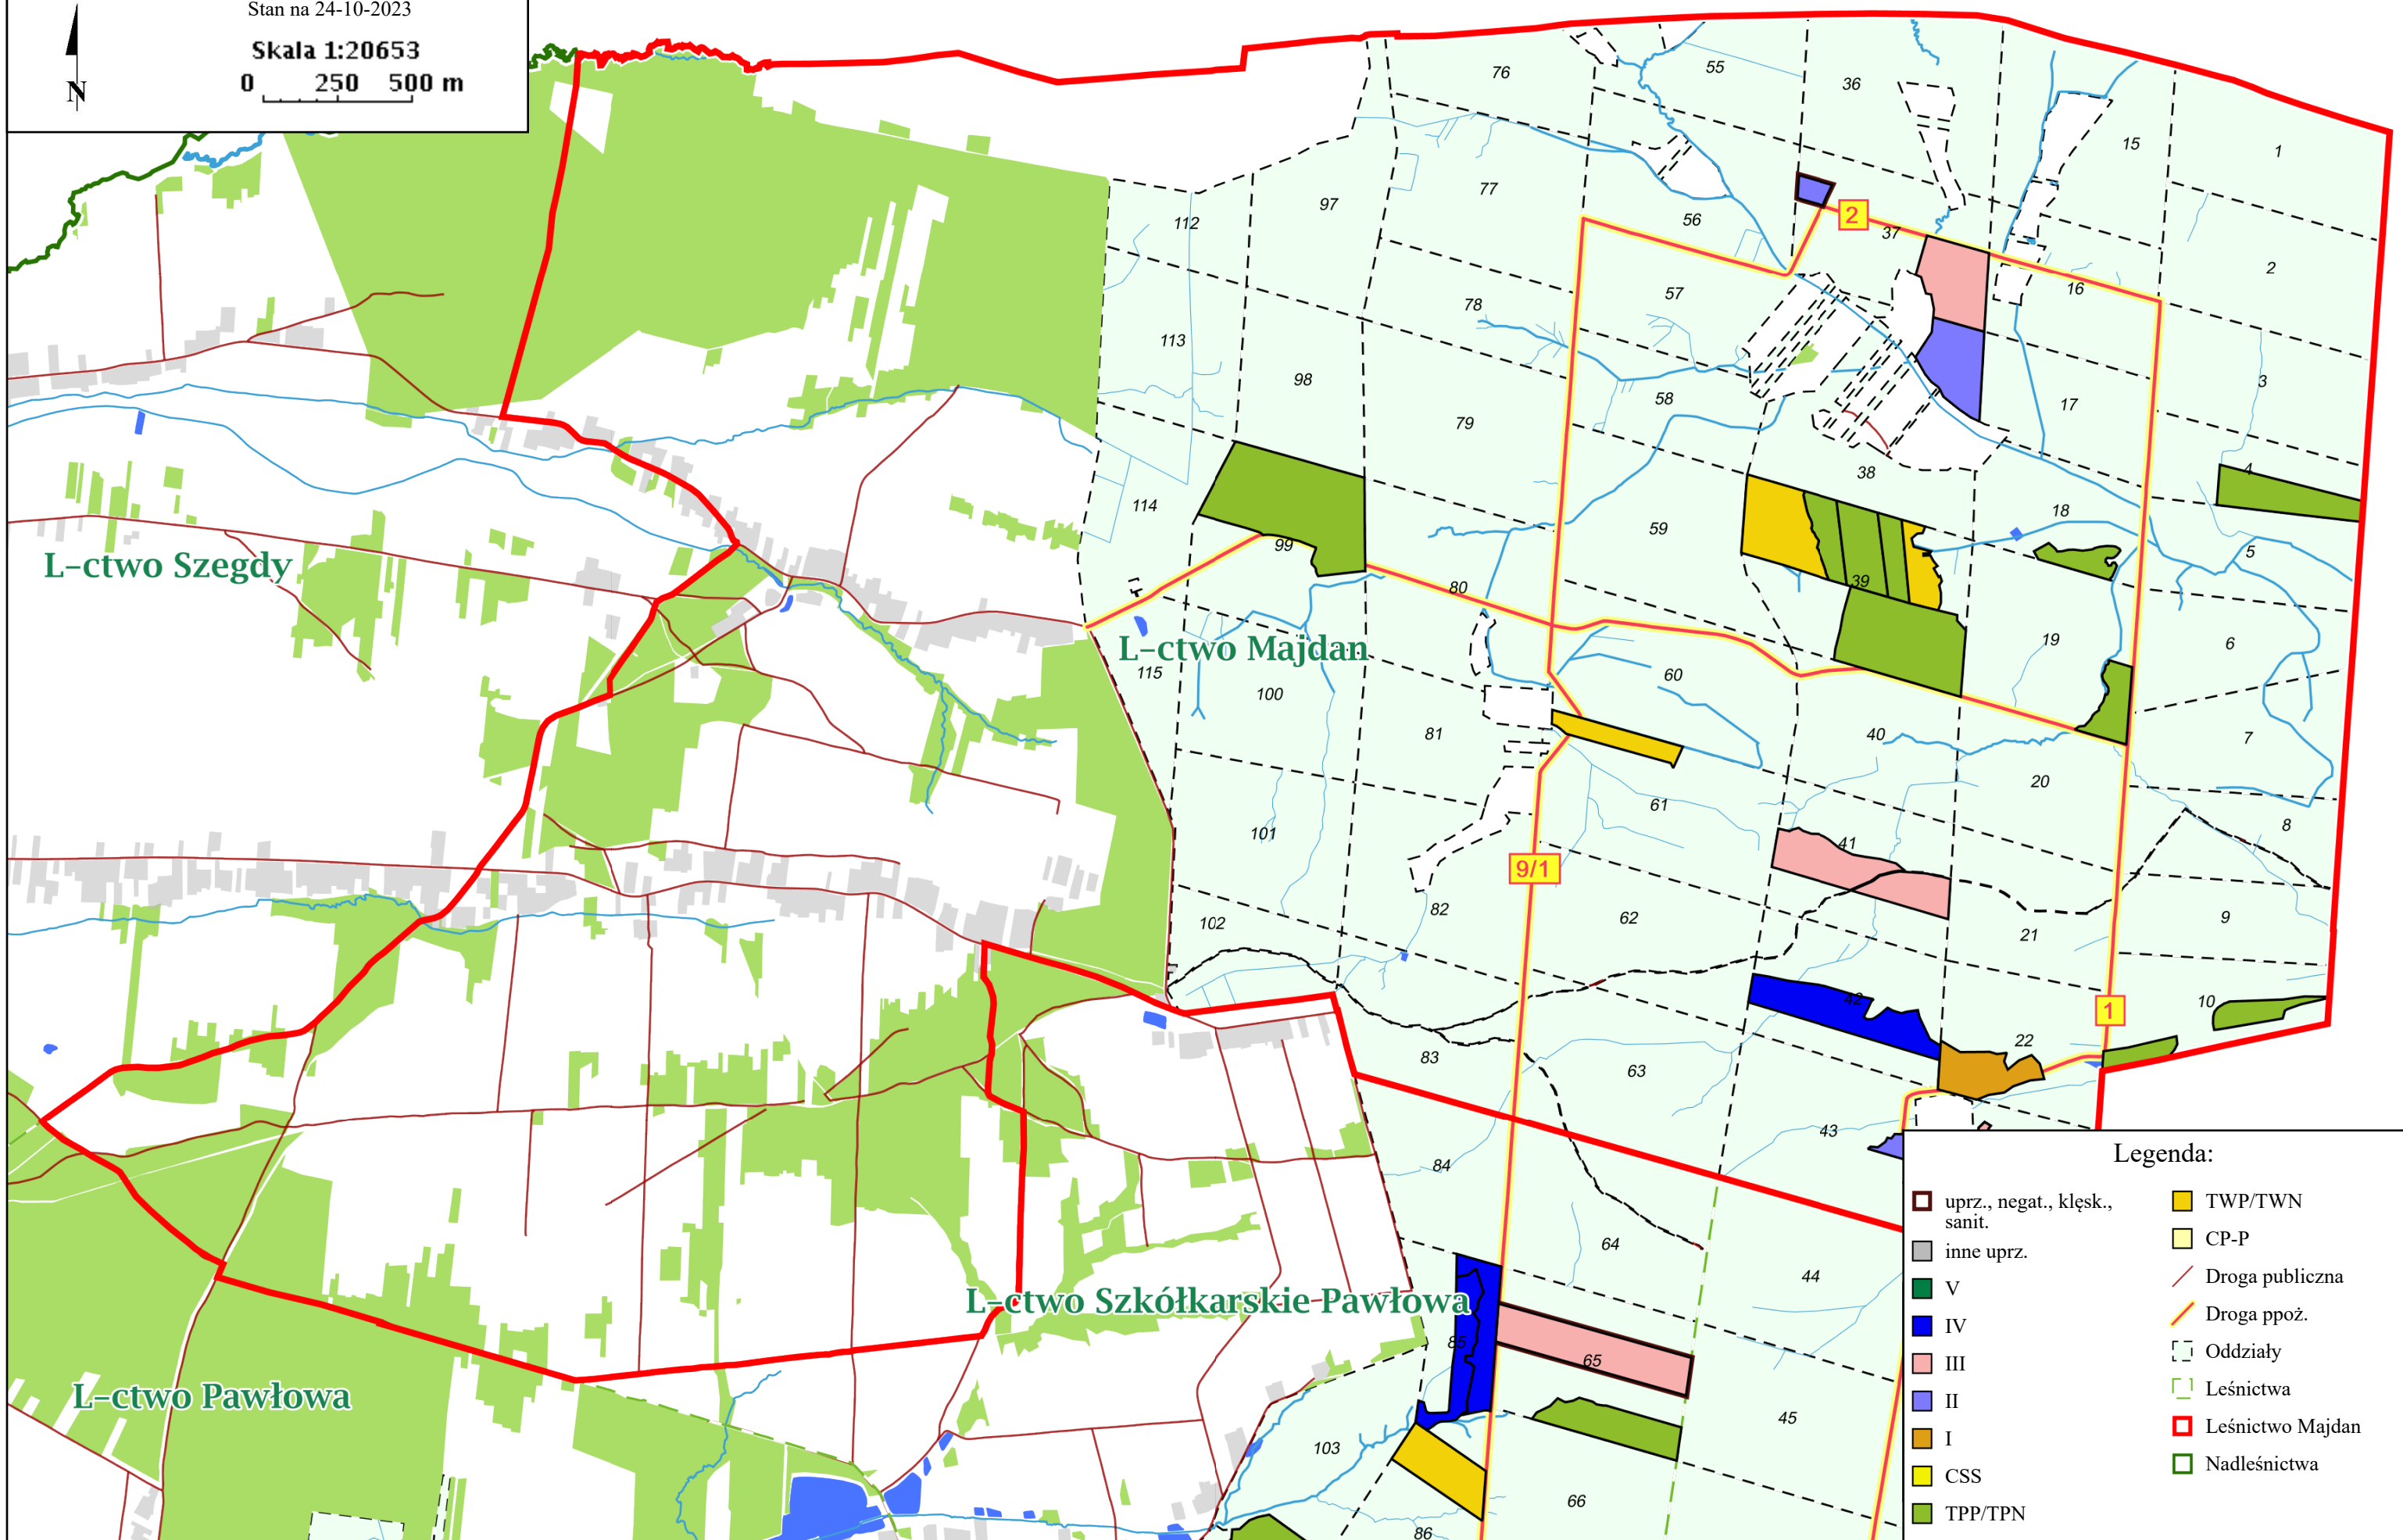 Stan na 24-10-2023
Skala 1:20653
0 250 500 m
N
76
55
36
15
1
77
97
112
56
2
37
2
57
16
78
113
98
3
58
17
79
4
38
114
18
59
99
5
80
39
L-ctwo Szegdy
L-ctwo Majdan
19
6
115
100
60
81
40
7
20
61
8
101
41
9/1
102
82
62
9
21
42
10
1
22
83
63
43
84
64
44
L-ctwo Szkółkarskie-Pawłowa
85
65
L-ctwo Pawłowa
45
103
66
86
Legenda:
uprz., negat., klęsk.,
sanit.
inne uprz.
V
IV
III
II
I
CSS
TPP/TPN
TWP/TWN
CP-P
Droga publiczna
Droga ppoż.
Oddziały
Leśnictwa
Leśnictwo Majdan
Nadleśnictwa